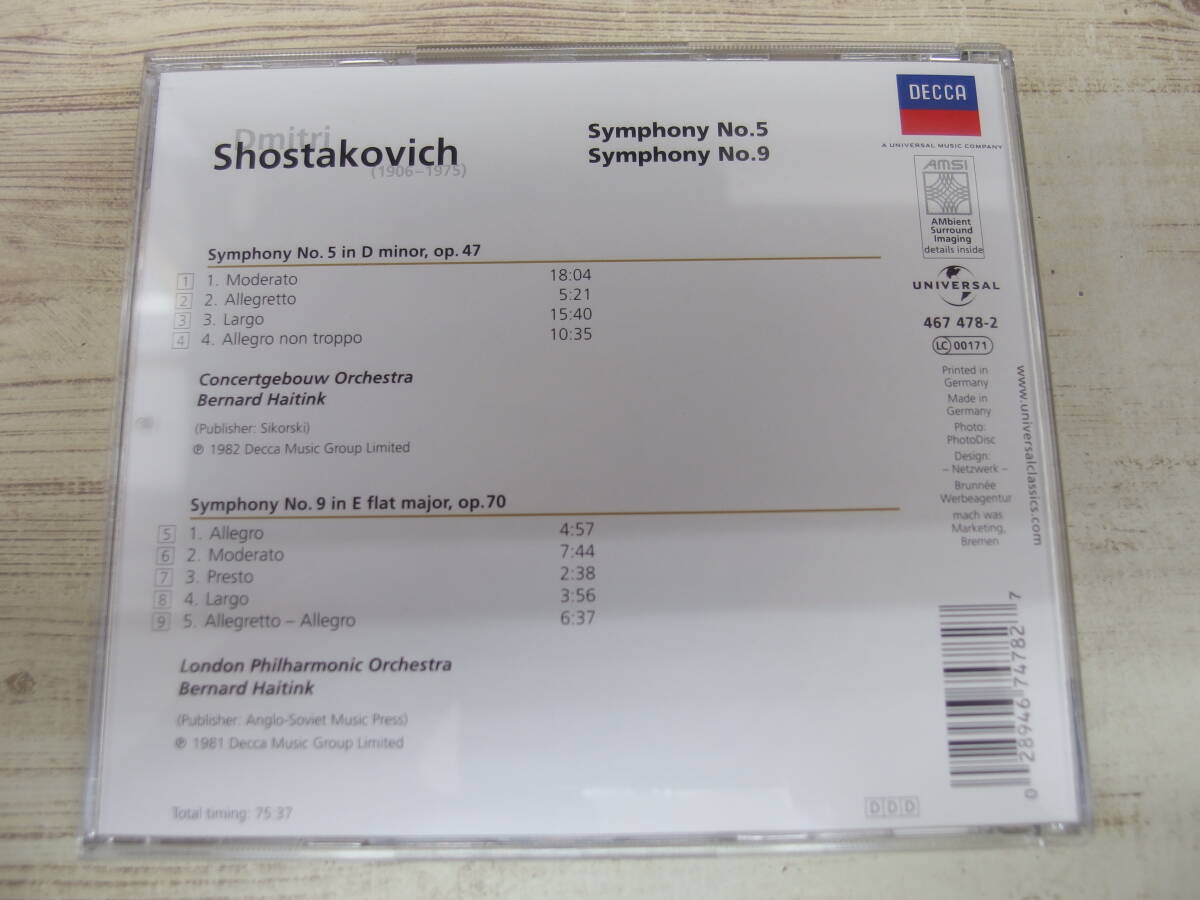 Dmitri
Shostakovich
(1906–1975)
Symphony No.5
Symphony No.9
DECCA
A UNIVERSAL MUSIC COMPANY
AMSI
AMbient
Surround
Imaging
details inside
UNIVERSAL
467 478-2
LC 00171
Printed in
Germany
Made in
Germany
Photo:
PhotoDisc
Design:
– Netzwerk –
Brunnée
Werbeagentur
mach was
Marketing,
Bremen
www.universalclassics.com
Symphony No. 5 in D minor, op. 47
1 1. Moderato 18:04
2 2. Allegretto 5:21
3 3. Largo 15:40
4 4. Allegro non troppo 10:35
Concertgebouw Orchestra
Bernard Haitink
(Publisher: Sikorski)
℗ 1982 Decca Music Group Limited
Symphony No. 9 in E flat major, op. 70
5 1. Allegro 4:57
6 2. Moderato 7:44
7 3. Presto 2:38
8 4. Largo 3:56
9 5. Allegretto – Allegro 6:37
London Philharmonic Orchestra
Bernard Haitink
(Publisher: Anglo-Soviet Music Press)
℗ 1981 Decca Music Group Limited
Total timing: 75:37
DDD
0 28946 74782 7